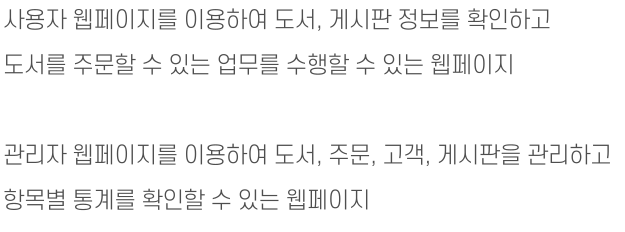 사용자 웹페이지를 이용하여 도서, 게시판 정보를 확인하고
도서를 주문할 수 있는 업무를 수행할 수 있는 웹페이지
관리자 웹페이지를 이용하여 도서, 주문, 고객, 게시판을 관리하고
항목별 통계를 확인할 수 있는 웹페이지